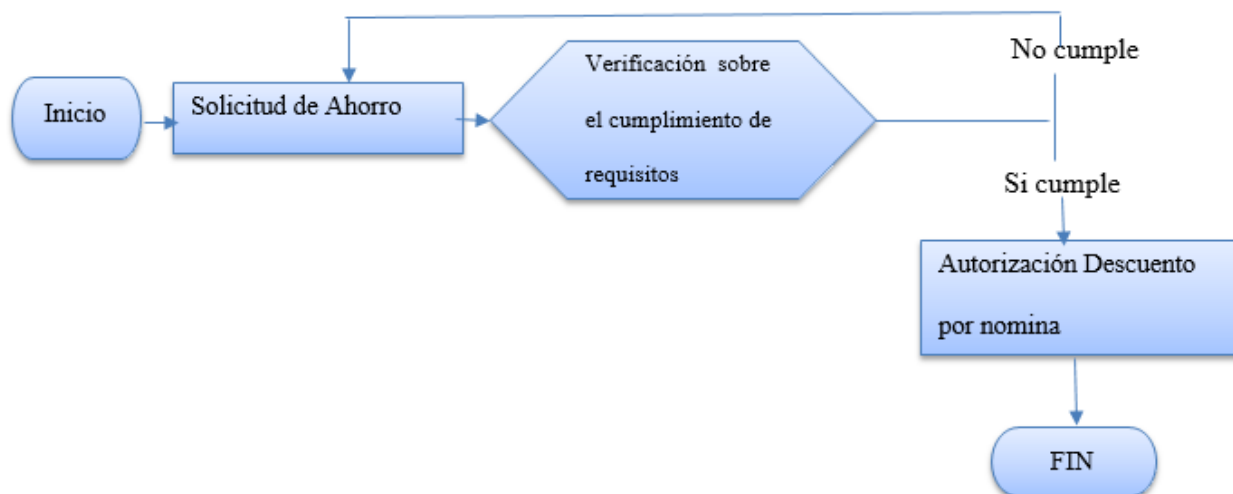 Inicio
Solicitud de Ahorro
Verificación sobre
el cumplimiento de
requisitos
No cumple
Si cumple
Autorización Descuento
por nomina
FIN